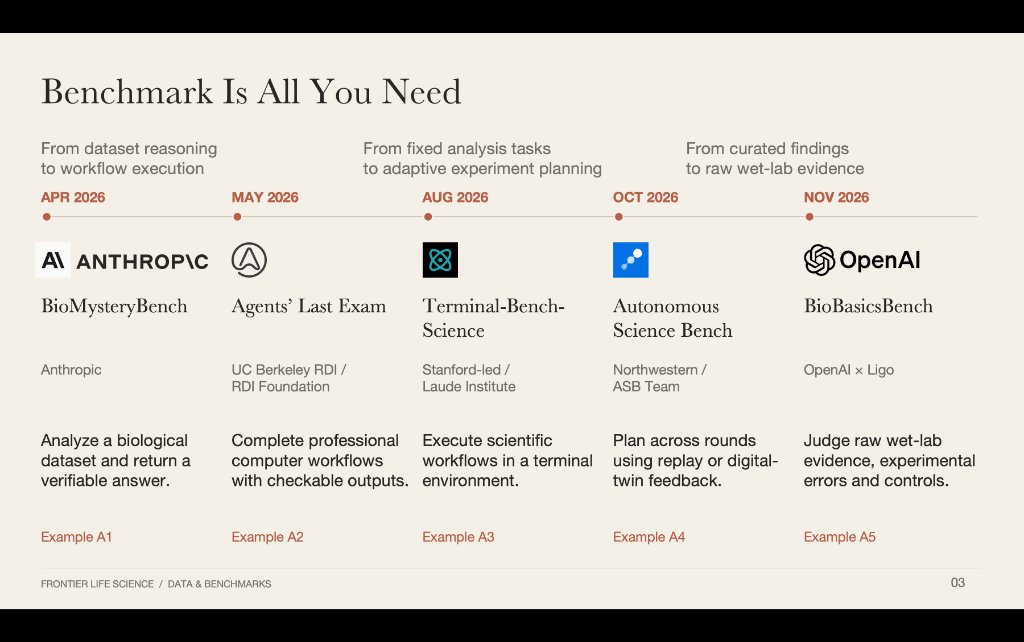 Benchmark Is All You Need
From dataset reasoning
to workflow execution
From fixed analysis tasks
to adaptive experiment planning
From curated findings
to raw wet-lab evidence
APR 2026
MAY 2026
AUG 2026
OCT 2026
NOV 2026
A\ ANTHROP\C
OpenAI
BioMysteryBench
Agents’ Last Exam
Terminal-Bench-
Science
Autonomous
Science Bench
BioBasicsBench
Anthropic
UC Berkeley RDI /
RDI Foundation
Stanford-led /
Laude Institute
Northwestern /
ASB Team
OpenAI × Ligo
Analyze a biological
dataset and return a
verifiable answer.
Complete professional
computer workflows
with checkable outputs.
Execute scientific
workflows in a terminal
environment.
Plan across rounds
using replay or digital-
twin feedback.
Judge raw wet-lab
evidence, experimental
errors and controls.
Example A1
Example A2
Example A3
Example A4
Example A5
FRONTIER LIFE SCIENCE / DATA & BENCHMARKS
03